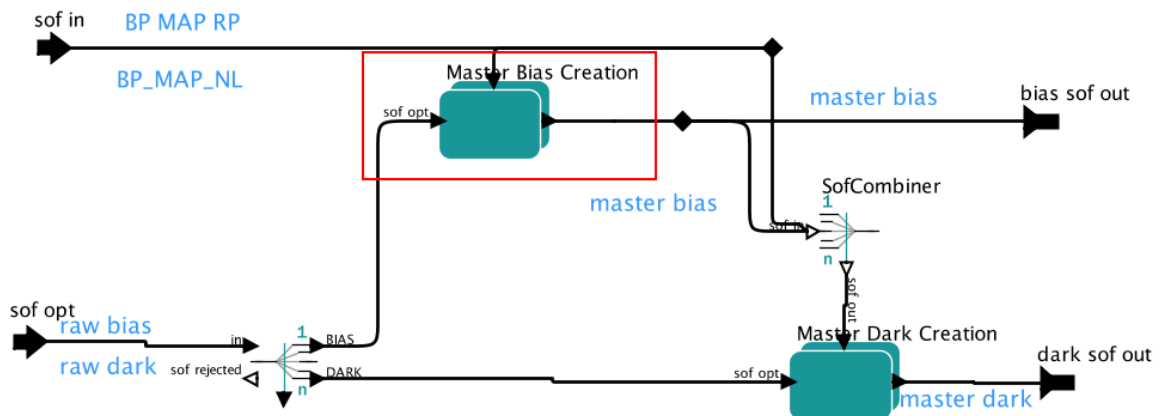 sof in
BP MAP RP
BP_MAP_NL
Master Bias Creation
sof opt
master bias
bias sof out
master bias
SofCombiner
1
sof in
n
sof out
sof opt
raw bias
raw dark
in
sof rejected
1
BIAS
n
DARK
Master Dark Creation
sof opt
dark sof out
master dark